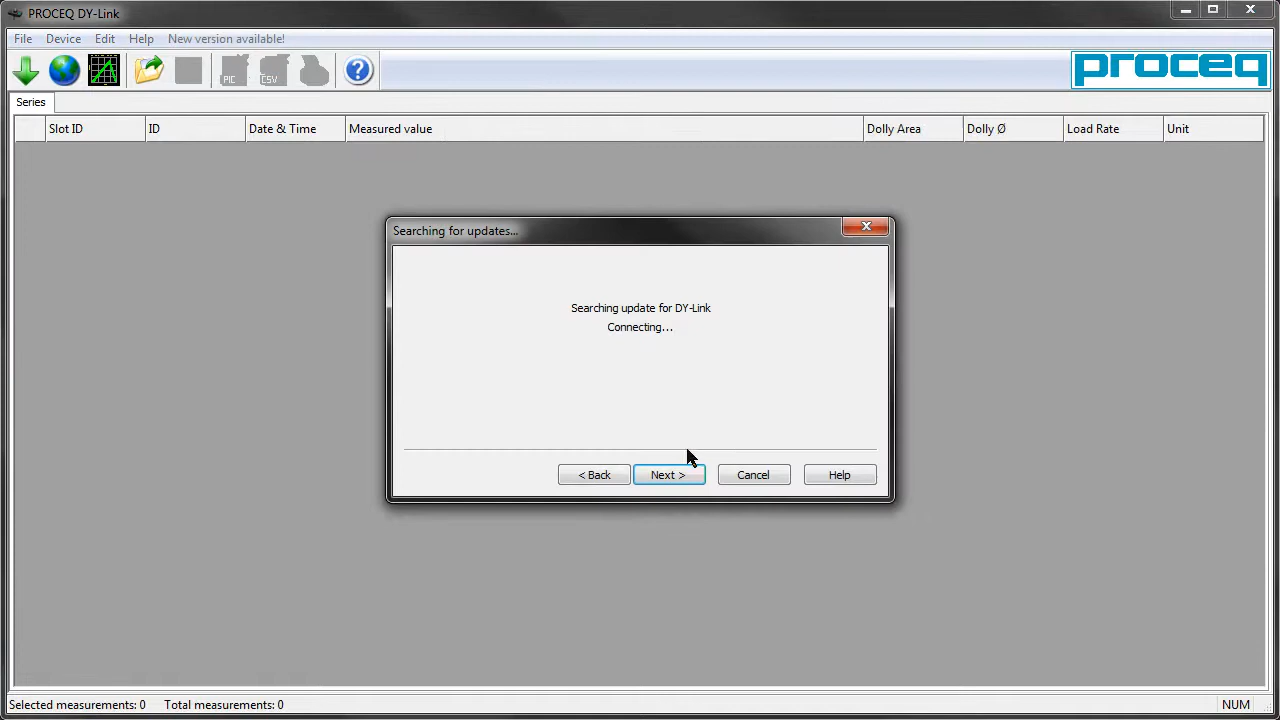 PROCEQ DY-Link
File Device Edit Help New version available!
PIC CSV
proceq
Series
Slot ID ID Date & Time Measured value Dolly Area Dolly Ø Load Rate Unit
Searching for updates...
Searching update for DY-Link
Connecting...
< Back Next > Cancel Help
Selected measurements: 0 Total measurements: 0 NUM